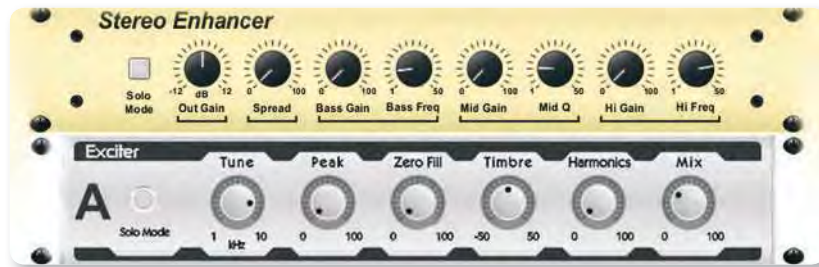 Stereo Enhancer
Solo Mode
-12 dB 12
Out Gain
0 100
Spread
0 100
Bass Gain
1 50
Bass Freq
0 100
Mid Gain
1 50
Mid Q
0 100
Hi Gain
1 50
Hi Freq
Exciter
A
Solo Mode
Tune
1 kHz 10
Peak
0 100
Zero Fill
0 100
Timbre
-50 50
Harmonics
0 100
Mix
0 100